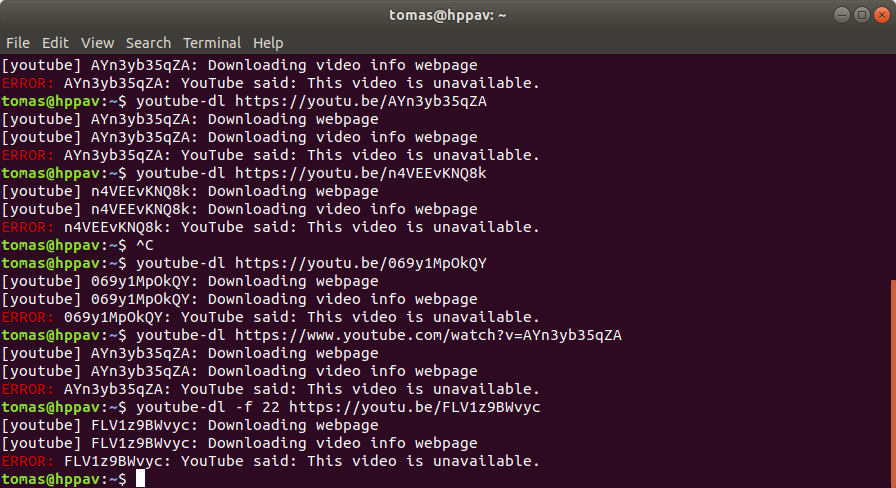 tomas@hppav: ~
File Edit View Search Terminal Help
[youtube] AYn3yb35qZA: Downloading video info webpage
ERROR: AYn3yb35qZA: YouTube said: This video is unavailable.
tomas@hppav:~$ youtube-dl https://youtu.be/AYn3yb35qZA
[youtube] AYn3yb35qZA: Downloading webpage
[youtube] AYn3yb35qZA: Downloading video info webpage
ERROR: AYn3yb35qZA: YouTube said: This video is unavailable.
tomas@hppav:~$ youtube-dl https://youtu.be/n4VEEvKNQ8k
[youtube] n4VEEvKNQ8k: Downloading webpage
[youtube] n4VEEvKNQ8k: Downloading video info webpage
ERROR: n4VEEvKNQ8k: YouTube said: This video is unavailable.
tomas@hppav:~$ ^C
tomas@hppav:~$ youtube-dl https://youtu.be/069y1MpOkQY
[youtube] 069y1MpOkQY: Downloading webpage
[youtube] 069y1MpOkQY: Downloading video info webpage
ERROR: 069y1MpOkQY: YouTube said: This video is unavailable.
tomas@hppav:~$ youtube-dl https://www.youtube.com/watch?v=AYn3yb35qZA
[youtube] AYn3yb35qZA: Downloading webpage
[youtube] AYn3yb35qZA: Downloading video info webpage
ERROR: AYn3yb35qZA: YouTube said: This video is unavailable.
tomas@hppav:~$ youtube-dl -f 22 https://youtu.be/FLV1z9BWvyc
[youtube] FLV1z9BWvyc: Downloading webpage
[youtube] FLV1z9BWvyc: Downloading video info webpage
ERROR: FLV1z9BWvyc: YouTube said: This video is unavailable.
tomas@hppav:~$